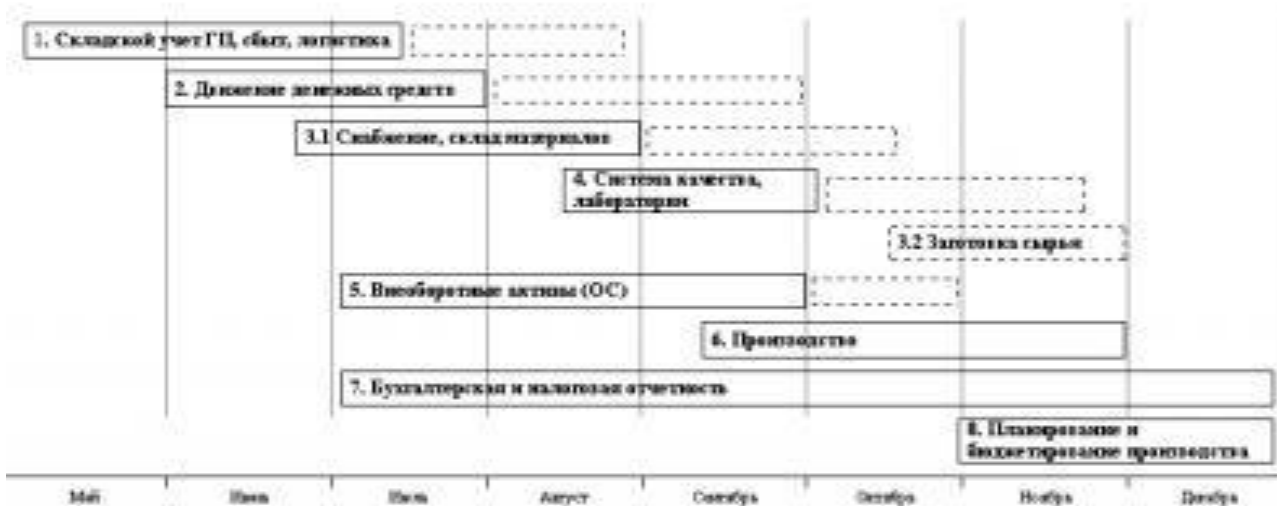 1. Складской учет ГП, сбыт, логистика
2. Движение денежных средств
3.1 Снабжение, склад материалов
4. Система качества,
лаборатории
3.2 Заготовка сырья
5. Внеоборотные активы (ОС)
6. Производство
7. Бухгалтерская и налоговая отчетность
8. Планирование и
бюджетирование производства
Май Июнь Июль Август Сентябрь Октябрь Ноябрь Декабрь